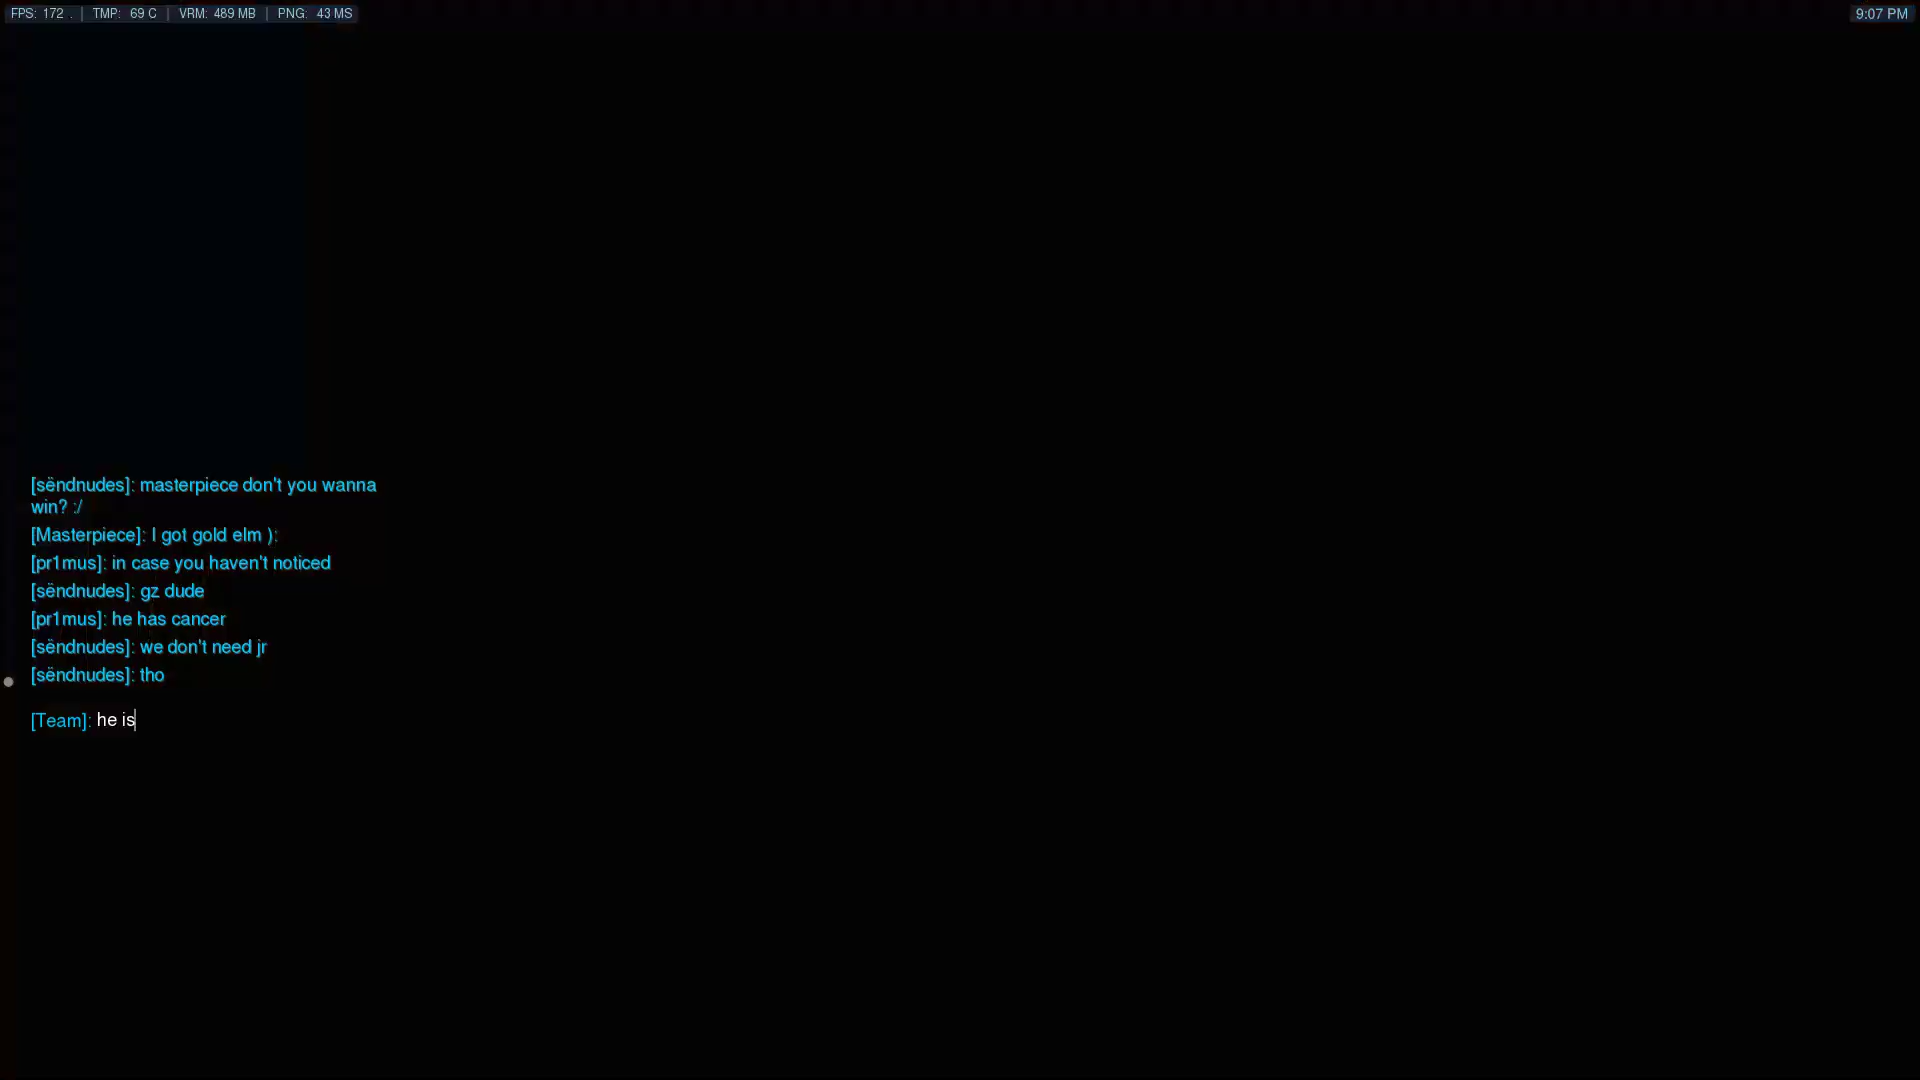 FPS: 172 . | TMP: 69 C | VRM: 489 MB | PNG: 43 MS
9:07 PM
[sëndnudes]: masterpiece don't you wanna
win? :/
[Masterpiece]: I got gold elm ):
[pr1mus]: in case you haven't noticed
[sëndnudes]: gz dude
[pr1mus]: he has cancer
[sëndnudes]: we don't need jr
[sëndnudes]: tho
[Team]: he is